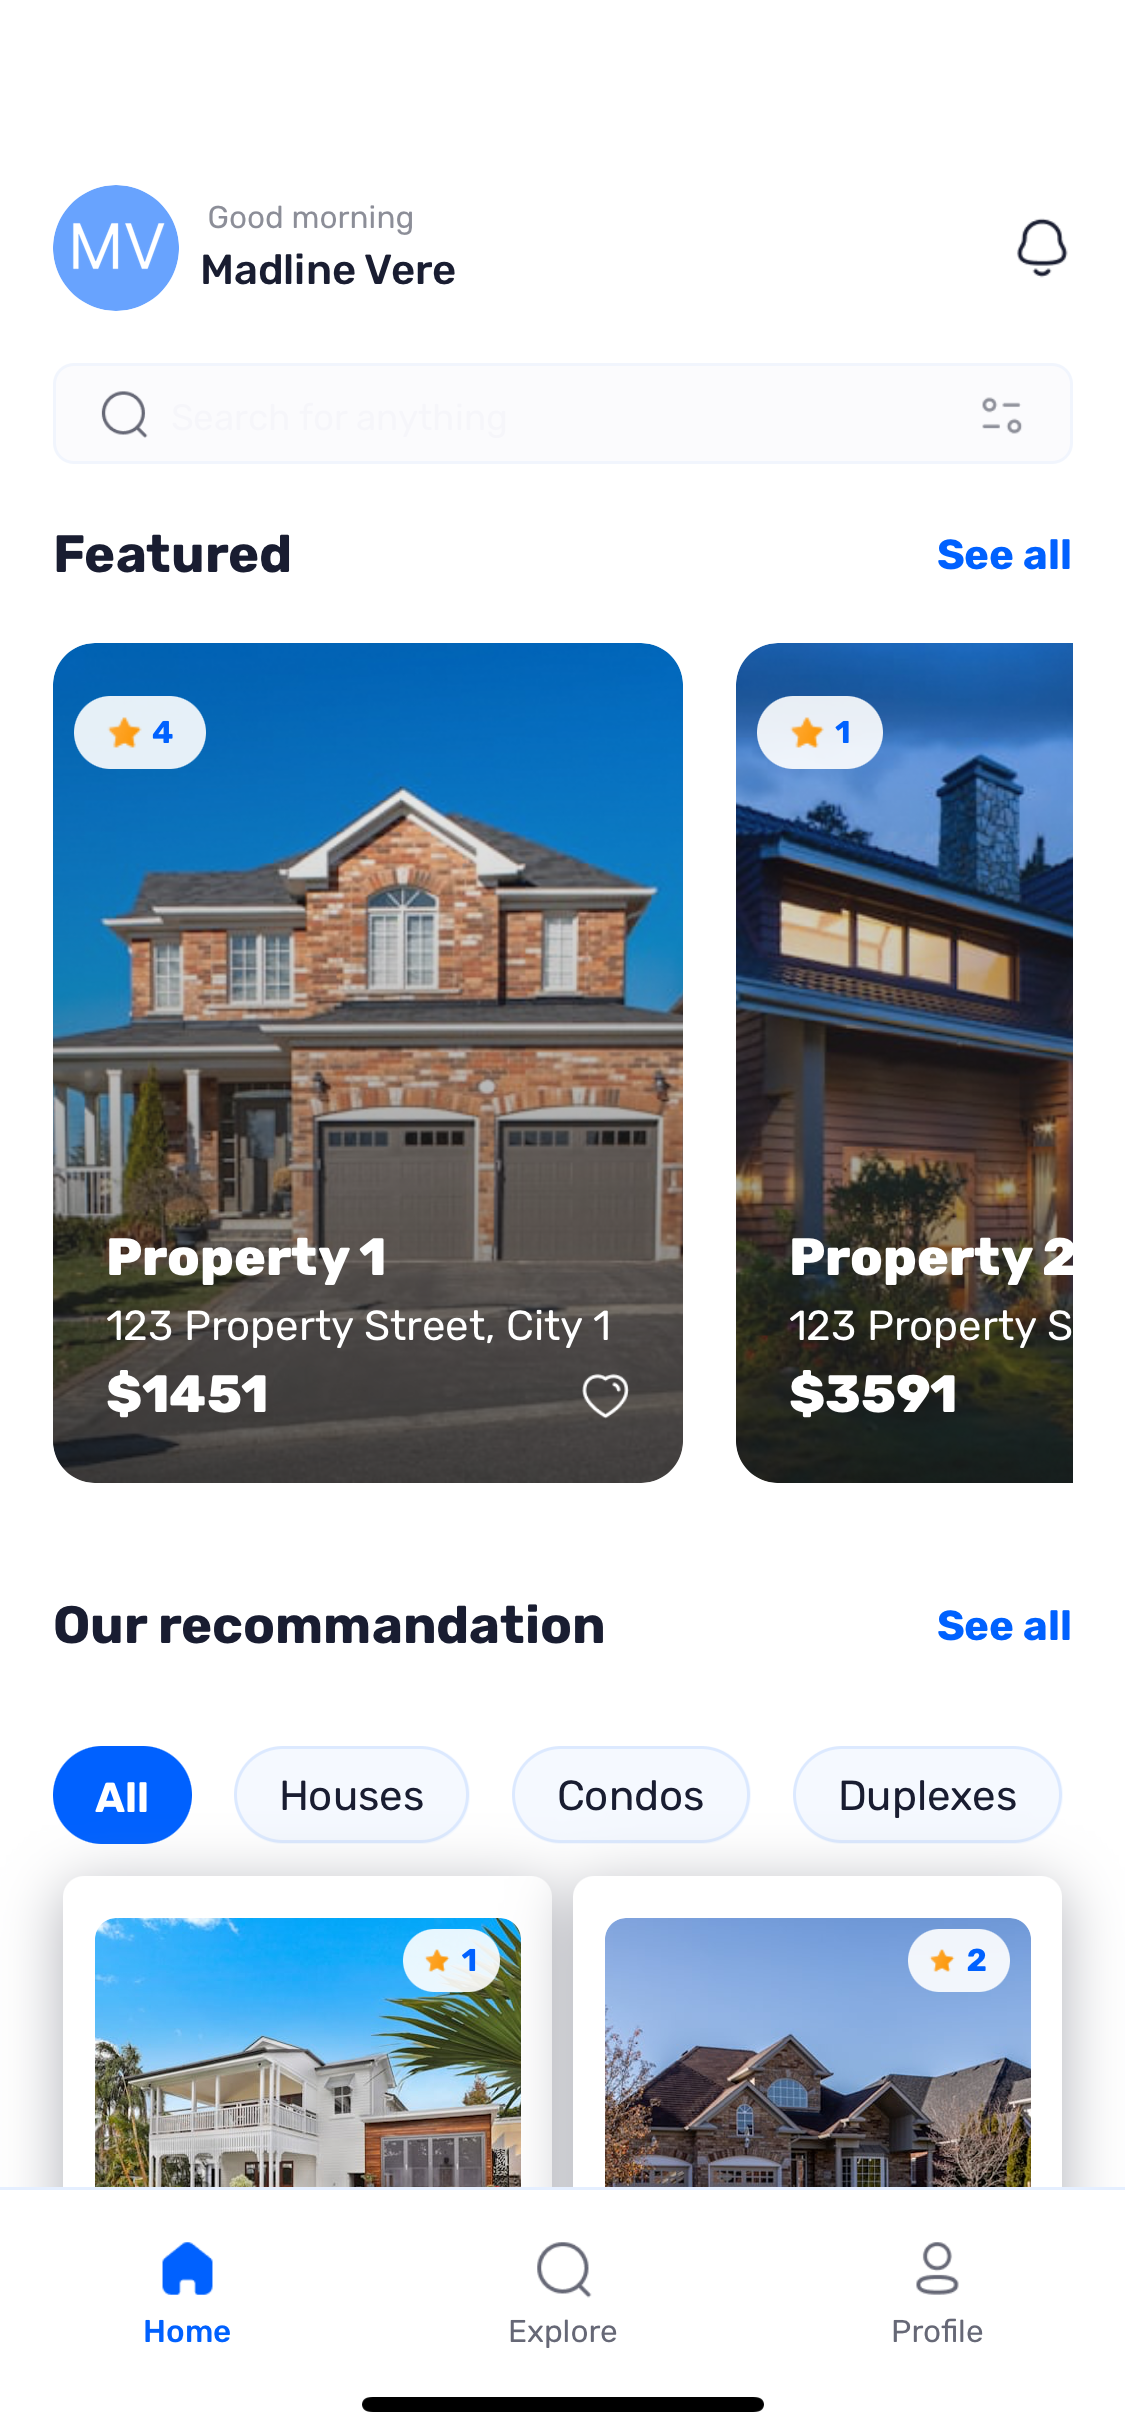 MV
Good morning
Madline Vere
Search for anything
Featured
See all
4
1
Property 1
123 Property Street, City 1
$1451
Property 2
123 Property S
$3591
Our recommandation
See all
All
Houses
Condos
Duplexes
1
2
Home
Explore
Profile